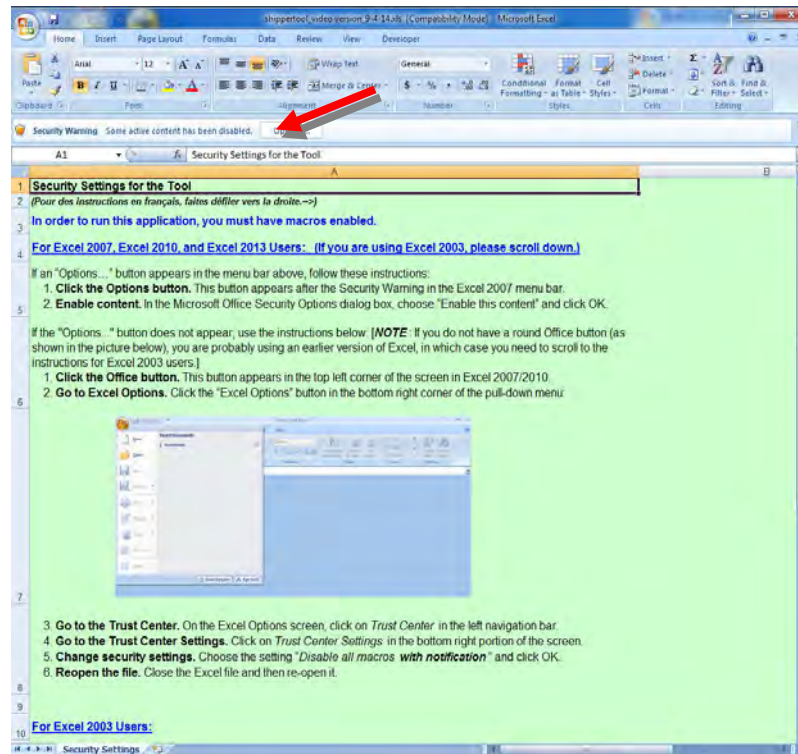 shippertool_video version_9-4-14.xls [Compatibility Mode] - Microsoft Excel
Home Insert Page Layout Formulas Data Review View Developer
Arial 12 A A Wrap Text General Insert Σ
Paste B I U A Merge & Center $ % , Conditional Formatting Format as Table Cell Styles Delete Format Sort & Filter Find & Select
Clipboard Font Alignment Number Styles Cells Editing
Security Warning Some active content has been disabled.
A1 fx Security Settings for the Tool
A B
1 Security Settings for the Tool
2 (Pour des instructions en français, faites défiler vers la droite.-->)
3 In order to run this application, you must have macros enabled.
4 For Excel 2007, Excel 2010, and Excel 2013 Users: (If you are using Excel 2003, please scroll down.)
If an "Options..." button appears in the menu bar above, follow these instructions:
1. Click the Options button. This button appears after the Security Warning in the Excel 2007 menu bar.
5 2. Enable content. In the Microsoft Office Security Options dialog box, choose "Enable this content" and click OK.
If the "Options..." button does not appear, use the instructions below. [NOTE: If you do not have a round Office button (as
shown in the picture below), you are probably using an earlier version of Excel, in which case you need to scroll to the
instructions for Excel 2003 users.]
1. Click the Office button. This button appears in the top left corner of the screen in Excel 2007/2010.
6 2. Go to Excel Options. Click the "Excel Options" button in the bottom right corner of the pull-down menu:
7
3. Go to the Trust Center. On the Excel Options screen, click on Trust Center in the left navigation bar.
4. Go to the Trust Center Settings. Click on Trust Center Settings in the bottom right portion of the screen.
5. Change security settings. Choose the setting "Disable all macros with notification" and click OK.
6. Reopen the file. Close the Excel file and then re-open it.
8
9
10 For Excel 2003 Users:
Security Settings